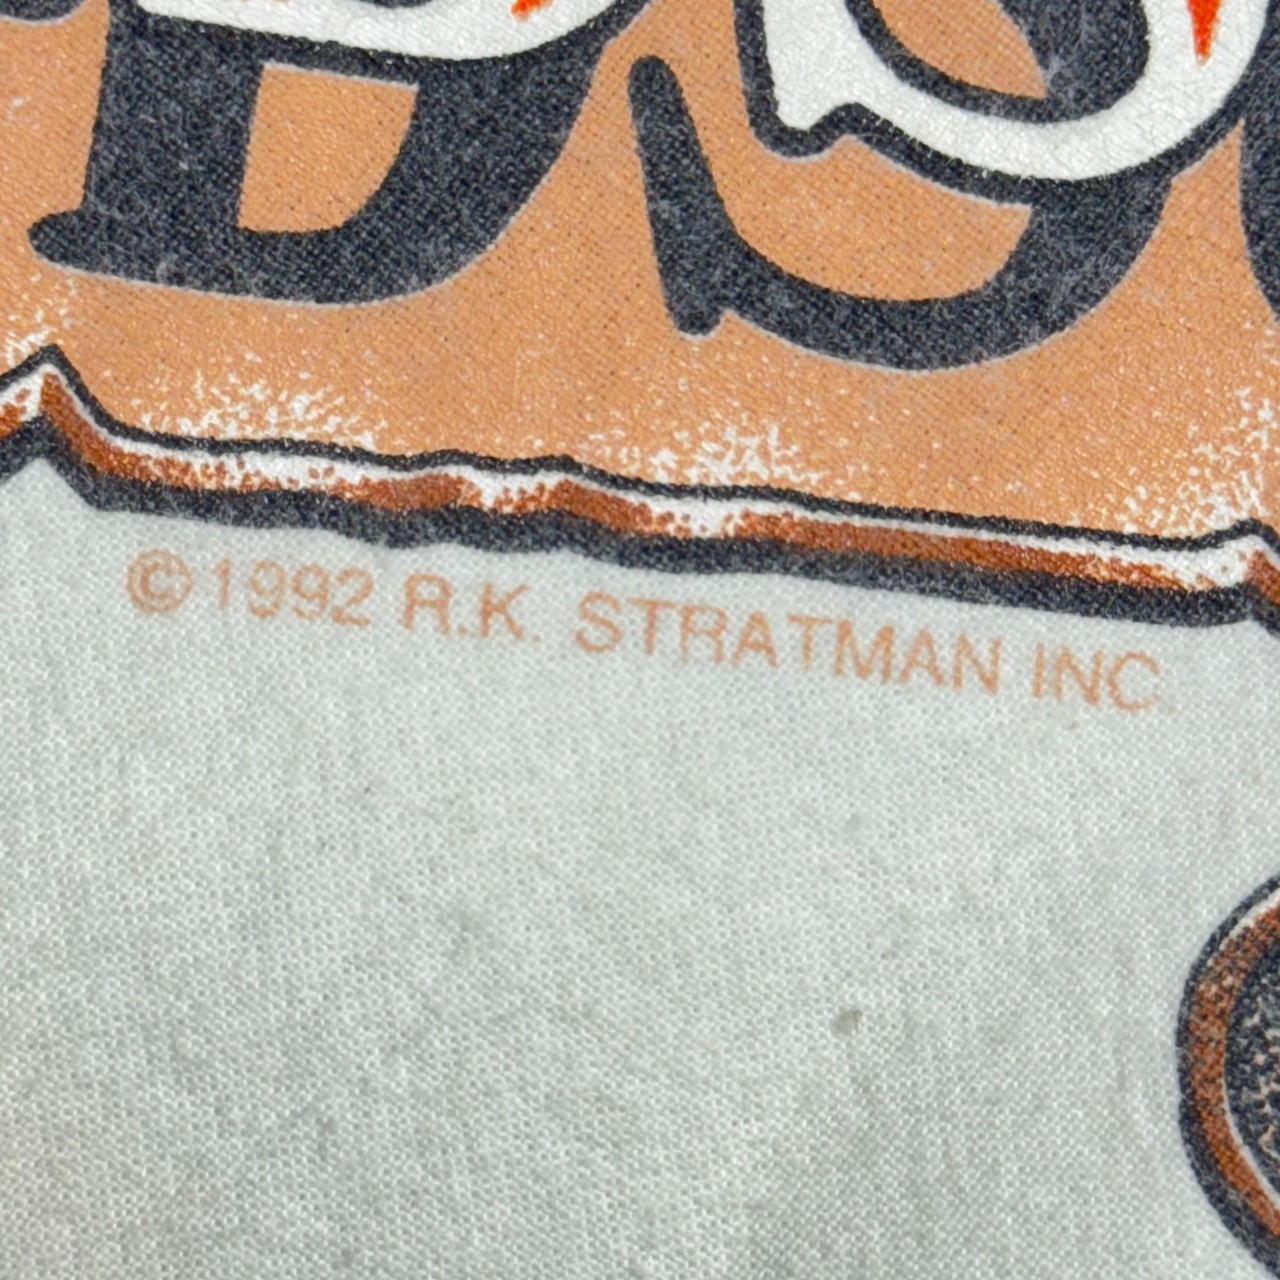 ©1992 R.K. STRATMAN INC.